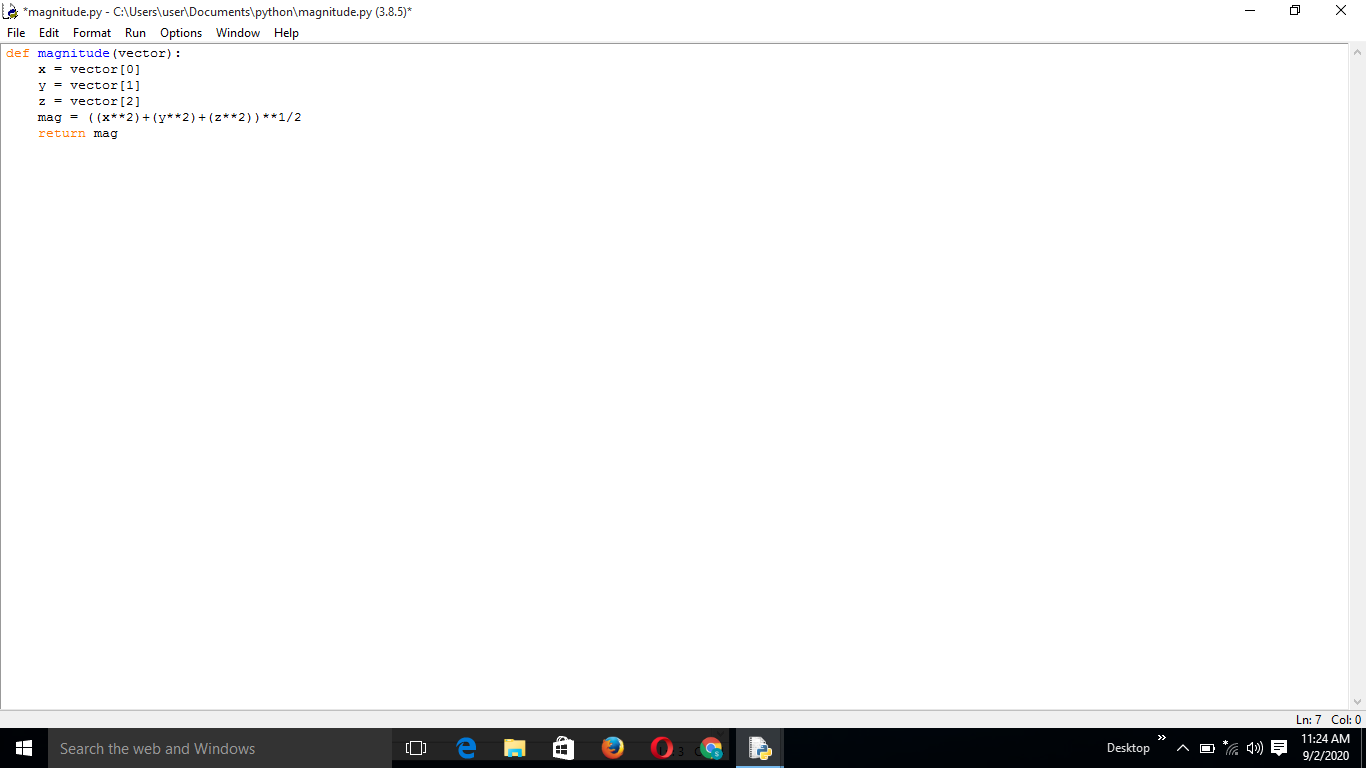 *magnitude.py - C:\Users\user\Documents\python\magnitude.py (3.8.5)*
File Edit Format Run Options Window Help
def magnitude(vector):
    x = vector[0]
    y = vector[1]
    z = vector[2]
    mag = ((x**2)+(y**2)+(z**2))**1/2
    return mag
Ln: 7 Col: 0
Search the web and Windows
Desktop
11:24 AM
9/2/2020